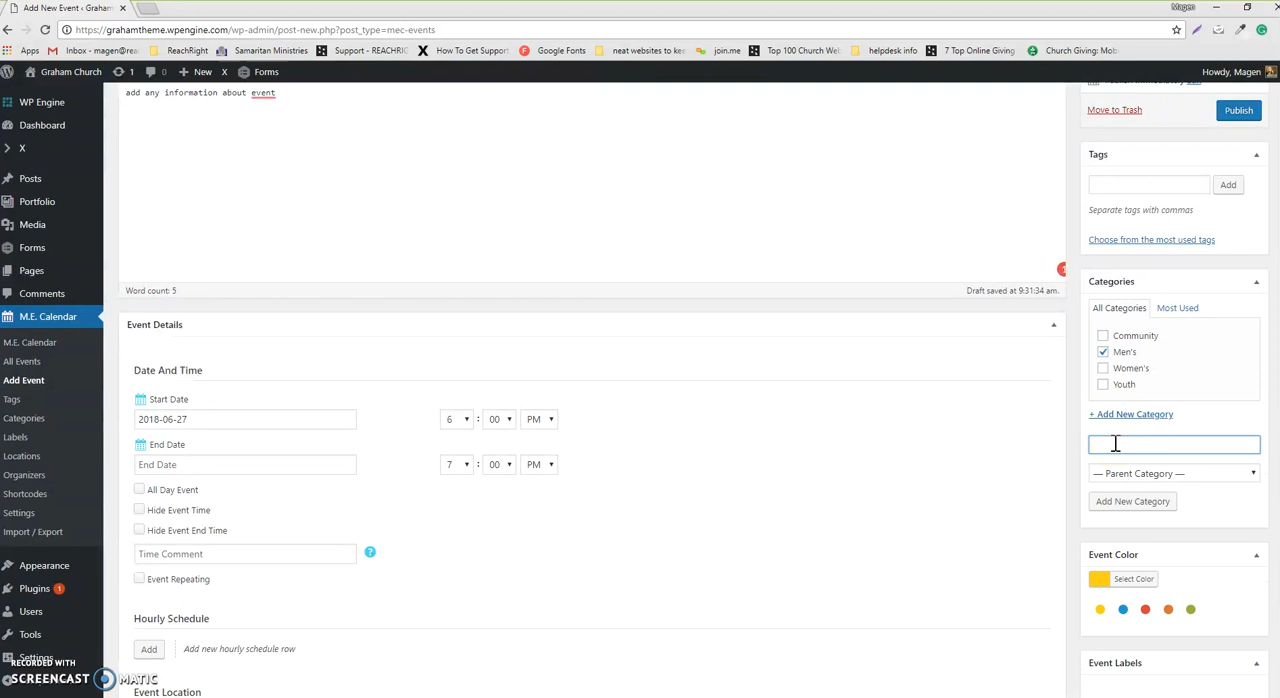 Add New Event ‹ Graham
Magen
https://grahamtheme.wpengine.com/wp-admin/post-new.php?post_type=mec-events
Apps
Inbox - magen@rea
ReachRight
Samaritan Ministries
Support - REACHRIG
How To Get Support
Google Fonts
neat websites to ke
join.me
Top 100 Church Web
helpdesk info
7 Top Online Giving
Church Giving: Mob
Graham Church
1
0
New
X
Forms
Howdy, Magen
WP Engine
Dashboard
X
Posts
Portfolio
Media
Forms
Pages
Comments
M.E. Calendar
M.E. Calendar
All Events
Add Event
Tags
Categories
Labels
Locations
Organizers
Shortcodes
Settings
Import / Export
Appearance
Plugins 1
Users
Tools
Settings
RECORDED WITH
SCREENCAST MATIC
add any information about event
Word count: 5
Draft saved at 9:31:34 am.
Event Details
Date And Time
Start Date
2018-06-27
6 : 00 PM
End Date
End Date
7 : 00 PM
All Day Event
Hide Event Time
Hide Event End Time
Time Comment
?
Event Repeating
Hourly Schedule
Add
Add new hourly schedule row
Event Location
Move to Trash
Publish
Tags
Add
Separate tags with commas
Choose from the most used tags
Categories
All Categories
Most Used
Community
Men's
Women's
Youth
+ Add New Category
— Parent Category —
Add New Category
Event Color
Select Color
Event Labels